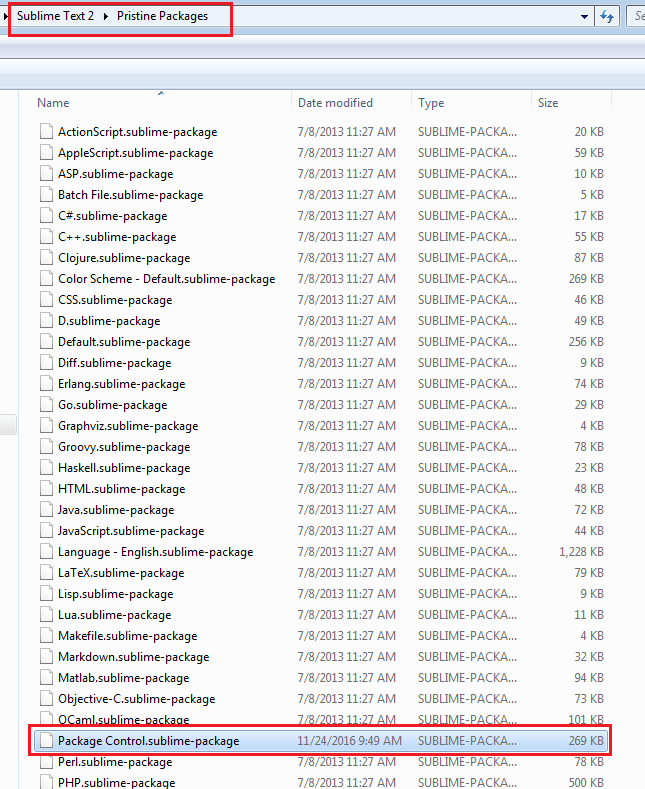 Sublime Text 2 Pristine Packages Se
Name Date modified Type Size
ActionScript.sublime-package 7/8/2013 11:27 AM SUBLIME-PACKA... 20 KB
AppleScript.sublime-package 7/8/2013 11:27 AM SUBLIME-PACKA... 59 KB
ASP.sublime-package 7/8/2013 11:27 AM SUBLIME-PACKA... 10 KB
Batch File.sublime-package 7/8/2013 11:27 AM SUBLIME-PACKA... 5 KB
C#.sublime-package 7/8/2013 11:27 AM SUBLIME-PACKA... 17 KB
C++.sublime-package 7/8/2013 11:27 AM SUBLIME-PACKA... 55 KB
Clojure.sublime-package 7/8/2013 11:27 AM SUBLIME-PACKA... 87 KB
Color Scheme - Default.sublime-package 7/8/2013 11:27 AM SUBLIME-PACKA... 269 KB
CSS.sublime-package 7/8/2013 11:27 AM SUBLIME-PACKA... 46 KB
D.sublime-package 7/8/2013 11:27 AM SUBLIME-PACKA... 49 KB
Default.sublime-package 7/8/2013 11:27 AM SUBLIME-PACKA... 256 KB
Diff.sublime-package 7/8/2013 11:27 AM SUBLIME-PACKA... 9 KB
Erlang.sublime-package 7/8/2013 11:27 AM SUBLIME-PACKA... 74 KB
Go.sublime-package 7/8/2013 11:27 AM SUBLIME-PACKA... 29 KB
Graphviz.sublime-package 7/8/2013 11:27 AM SUBLIME-PACKA... 4 KB
Groovy.sublime-package 7/8/2013 11:27 AM SUBLIME-PACKA... 78 KB
Haskell.sublime-package 7/8/2013 11:27 AM SUBLIME-PACKA... 23 KB
HTML.sublime-package 7/8/2013 11:27 AM SUBLIME-PACKA... 48 KB
Java.sublime-package 7/8/2013 11:27 AM SUBLIME-PACKA... 72 KB
JavaScript.sublime-package 7/8/2013 11:27 AM SUBLIME-PACKA... 44 KB
Language - English.sublime-package 7/8/2013 11:27 AM SUBLIME-PACKA... 1,228 KB
LaTeX.sublime-package 7/8/2013 11:27 AM SUBLIME-PACKA... 79 KB
Lisp.sublime-package 7/8/2013 11:27 AM SUBLIME-PACKA... 9 KB
Lua.sublime-package 7/8/2013 11:27 AM SUBLIME-PACKA... 11 KB
Makefile.sublime-package 7/8/2013 11:27 AM SUBLIME-PACKA... 4 KB
Markdown.sublime-package 7/8/2013 11:27 AM SUBLIME-PACKA... 32 KB
Matlab.sublime-package 7/8/2013 11:27 AM SUBLIME-PACKA... 94 KB
Objective-C.sublime-package 7/8/2013 11:27 AM SUBLIME-PACKA... 73 KB
OCaml.sublime-package 7/8/2013 11:27 AM SUBLIME-PACKA... 101 KB
Package Control.sublime-package 11/24/2016 9:49 AM SUBLIME-PACKA... 269 KB
Perl.sublime-package 7/8/2013 11:27 AM SUBLIME-PACKA... 78 KB
PHP.sublime-package 7/8/2013 11:27 AM SUBLIME-PACKA... 500 KB